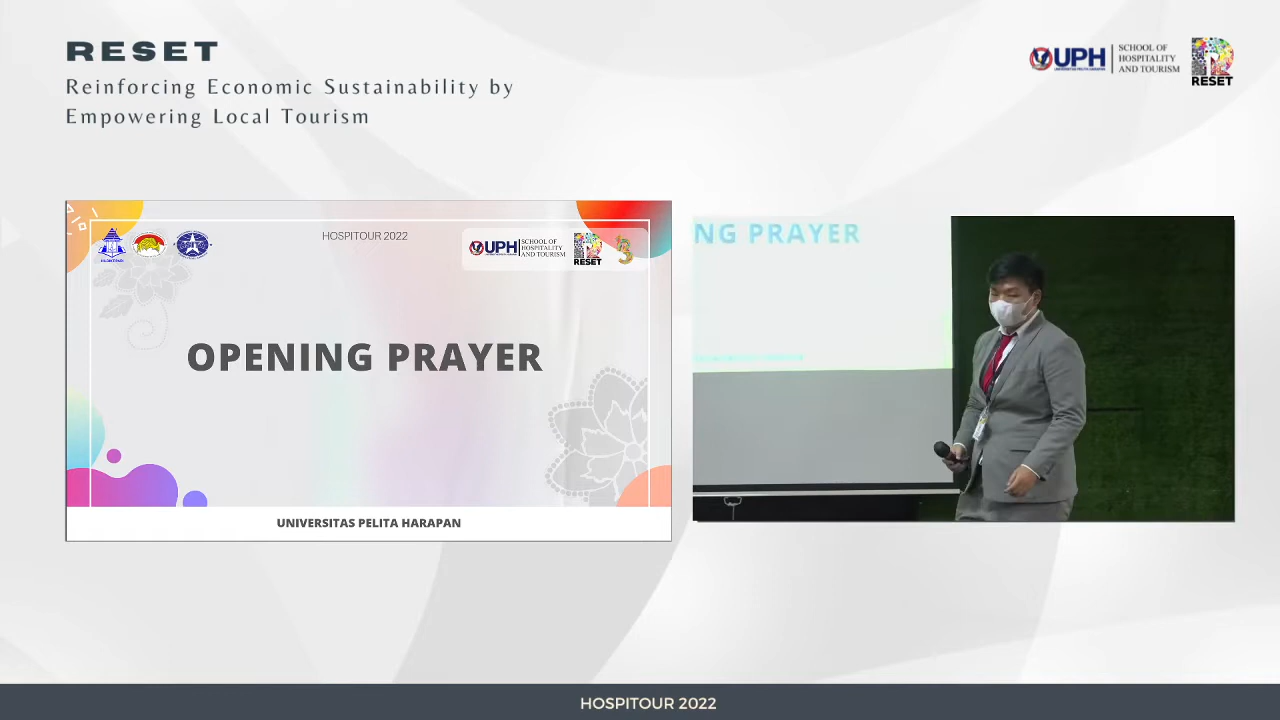 RESET
Reinforcing Economic Sustainability by
Empowering Local Tourism
UPH
SCHOOL OF
HOSPITALITY
AND TOURISM
RESET
HOSPITOUR 2022
UPH
SCHOOL OF
HOSPITALITY
AND TOURISM
RESET
OPENING PRAYER
UNIVERSITAS PELITA HARAPAN
NG PRAYER
HOSPITOUR 2022